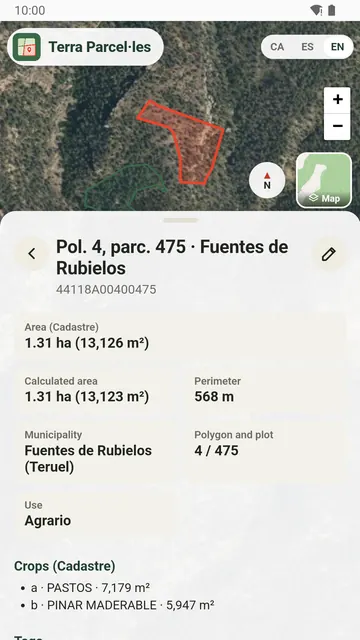 10:00
Terra Parcel·les
CA ES EN
+
−
N
Map
Pol. 4, parc. 475 · Fuentes de
Rubielos
44118A00400475
Area (Cadastre)
1.31 ha (13,126 m²)
Calculated area
1.31 ha (13,123 m²)
Perimeter
568 m
Municipality
Fuentes de Rubielos
(Teruel)
Polygon and plot
4 / 475
Use
Agrario
Crops (Cadastre)
• a · PASTOS · 7,179 m²
• b · PINAR MADERABLE · 5,947 m²